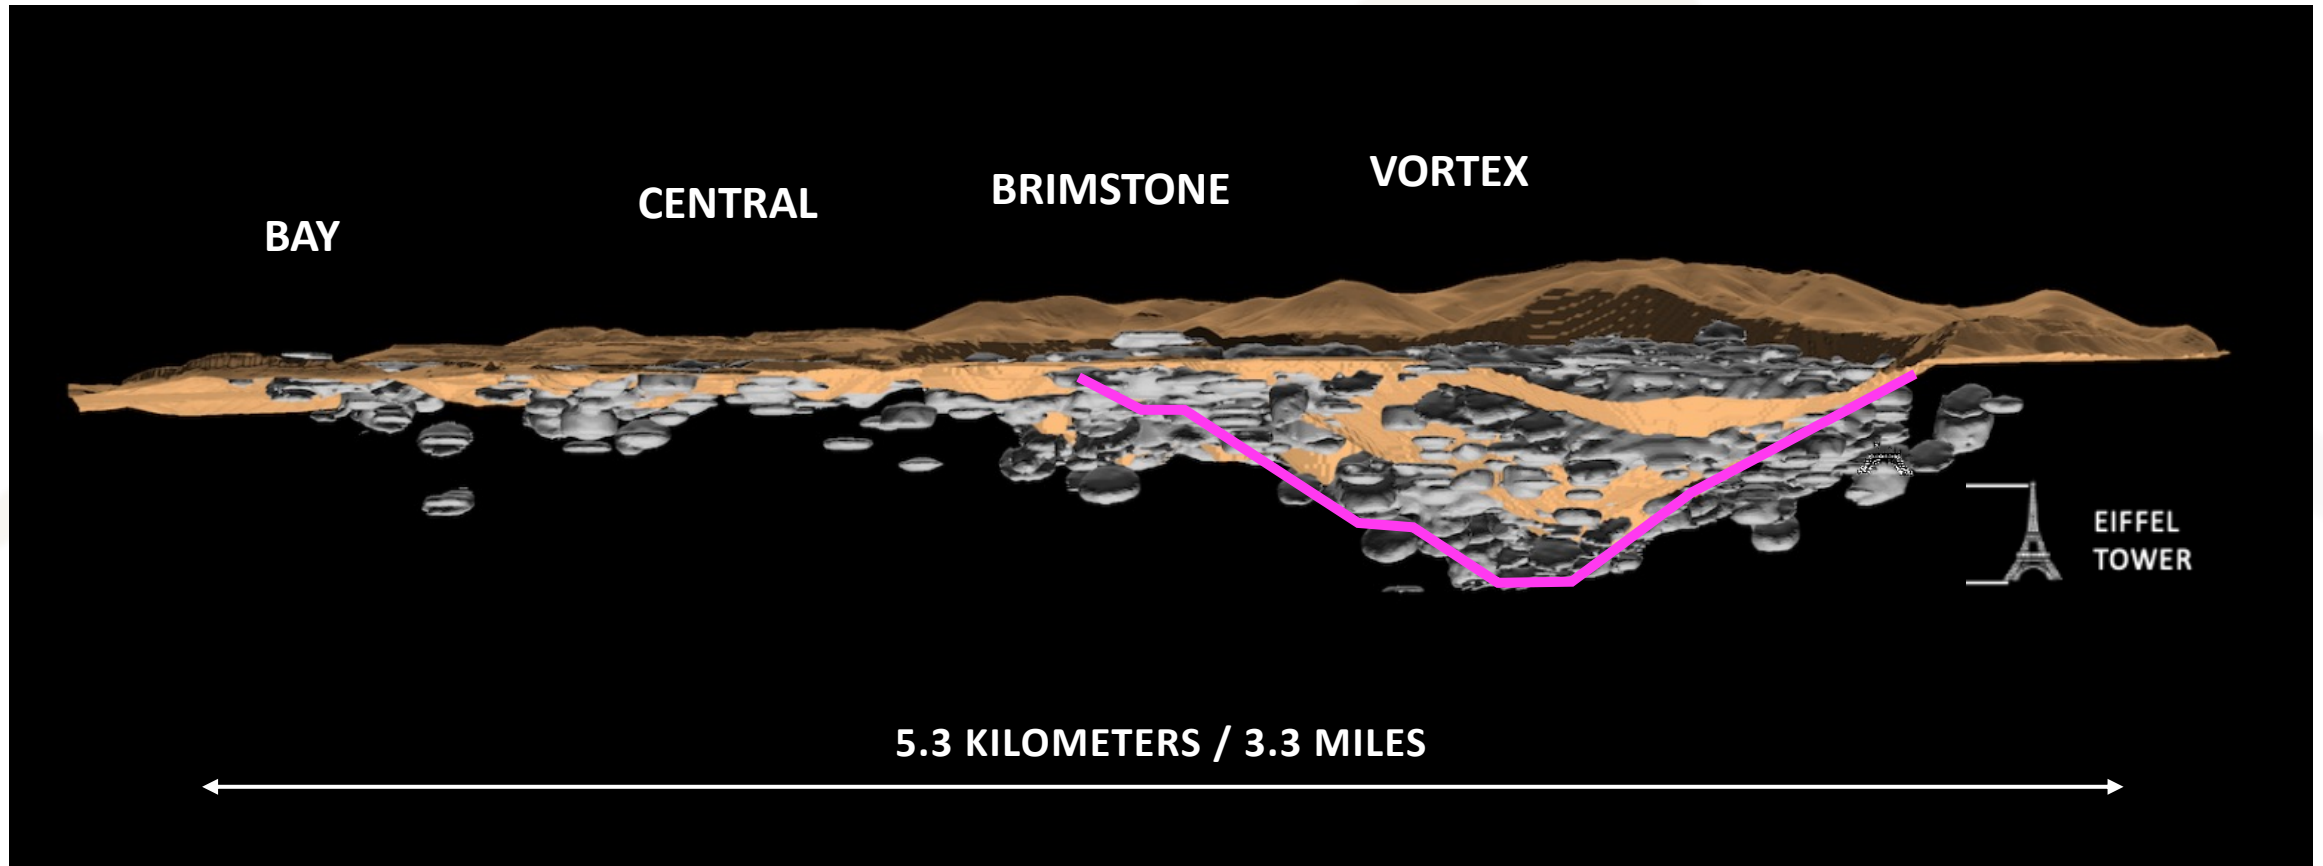 VORTEX
BRIMSTONE
CENTRAL
BAY
EIFFEL
TOWER
5.3 KILOMETERS / 3.3 MILES